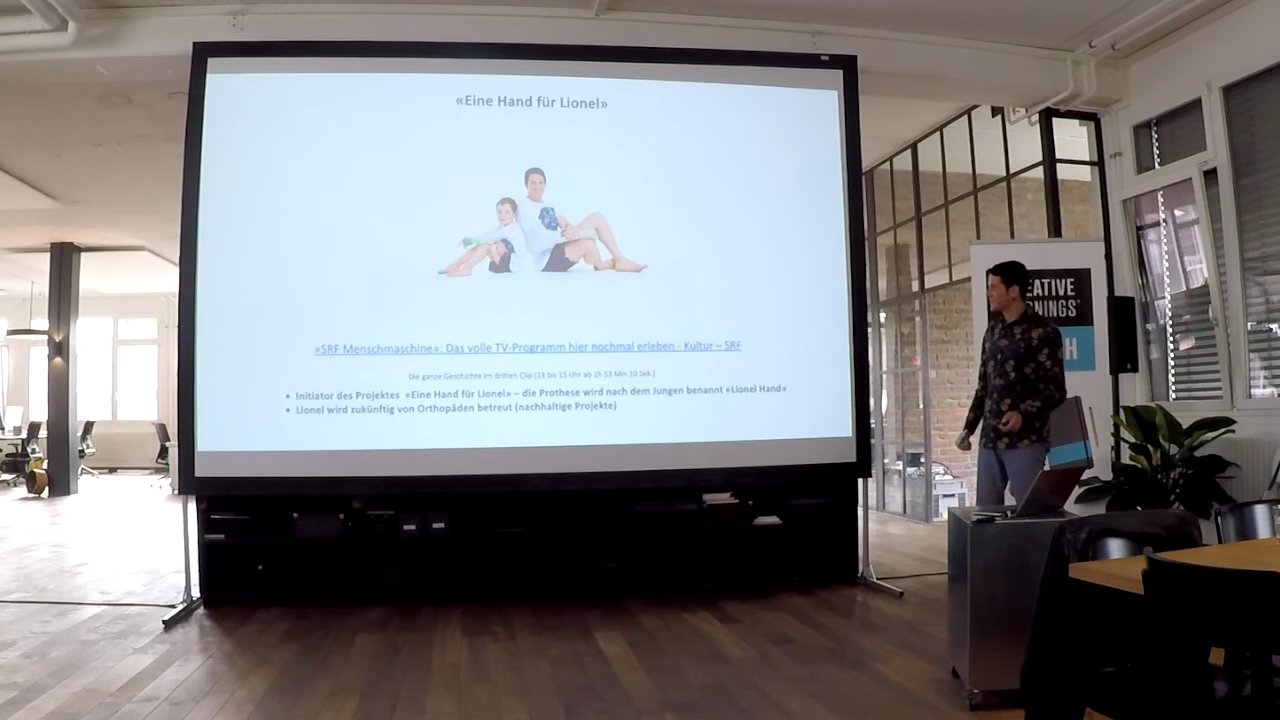 «Eine Hand für Lionel»
«SRF Menschmaschine»: Das volle TV-Programm hier nochmal erleben - Kultur – SRF
Die ganze Geschichte im dritten Clip (13 bis 15 Uhr ab 1h 53 Min 10 Sek.)
• Initiator des Projektes «Eine Hand für Lionel» – die Prothese wird nach dem Jungen benannt «Lionel Hand»
• Lionel wird zukünftig von Orthopäden betreut (nachhaltige Projekte)
EATIVE
NINGS
H